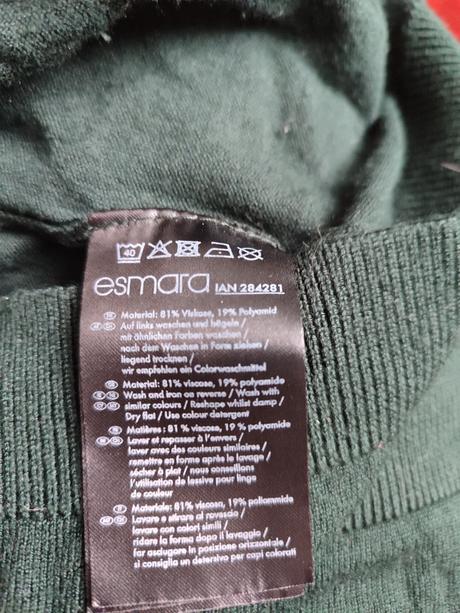 40
esmara IAN 284281
Material: 81% Viskose, 19% Polyamid
Auf links waschen und bügeln /
mit ähnlichen Farben waschen /
nach dem Waschen in Form ziehen /
liegend trocknen /
wir empfehlen ein Colorwaschmittel
Material: 81% viscose, 19% polyamide
Wash and iron on reverse / Wash with
similar colours / Reshape whilst damp /
Dry flat / Use colour detergent
Matières : 81 % viscose, 19 % polyamide
Laver et repasser à l'envers /
laver avec des couleurs similaires /
remettre en forme après le lavage /
sécher à plat / nous conseillons
l'utilisation de lessive pour linge
de couleur
Materiale: 81% viscosa, 19% poliammide
Lavare e stirare al rovescio /
lavare con colori simili /
ridare la forma dopo il lavaggio /
far asciugare in posizione orizzontale /
si consiglia un detersivo per capi colorati